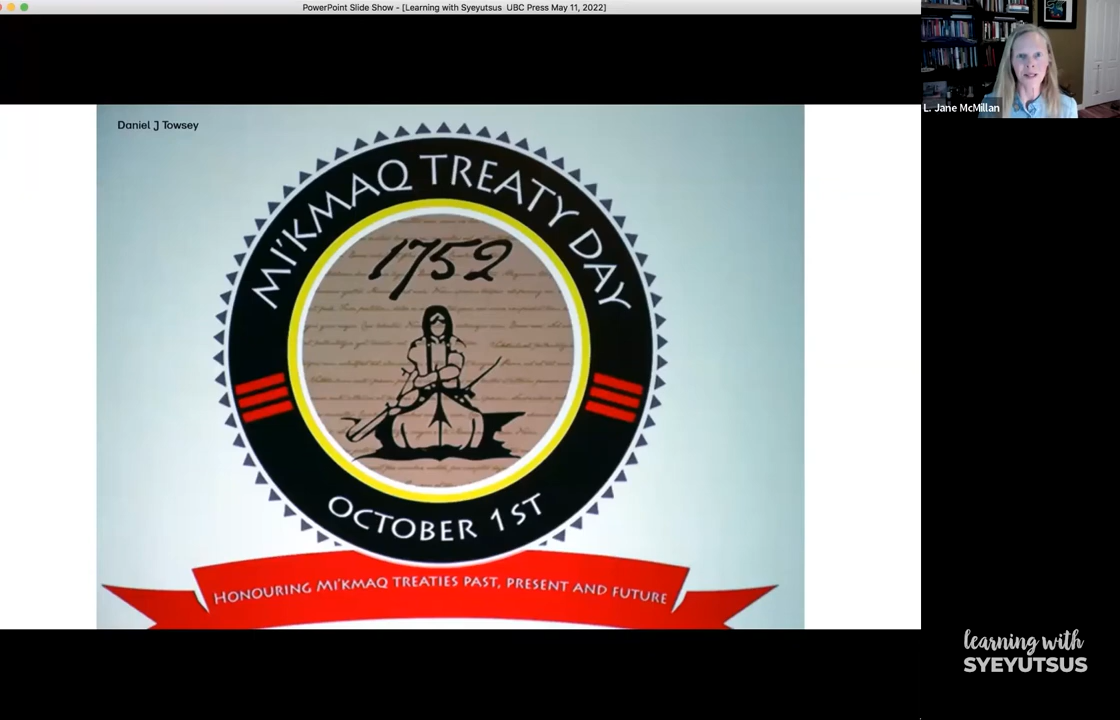 PowerPoint Slide Show - [Learning with Syeyutsus UBC Press May 11, 2022]
L. Jane McMillan
Daniel J Towsey
MI'KMAQ TREATY DAY
1752
OCTOBER 1ST
HONOURING MI'KMAQ TREATIES PAST, PRESENT AND FUTURE
learning with
SYEYUTSUS